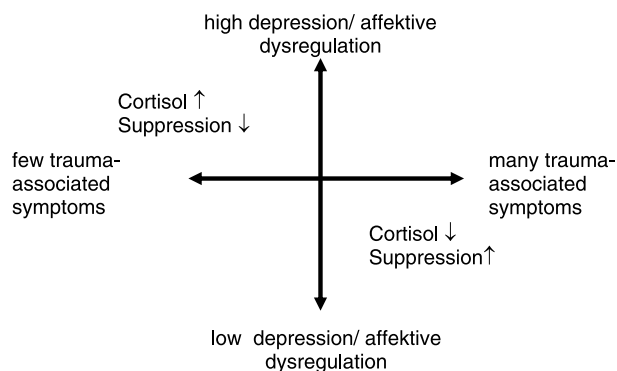 high depression/ affektive
dysregulation
Cortisol ↑
Suppression ↓
few trauma-
associated
symptoms
many trauma-
associated
symptoms
Cortisol ↓
Suppression↑
low depression/ affektive
dysregulation